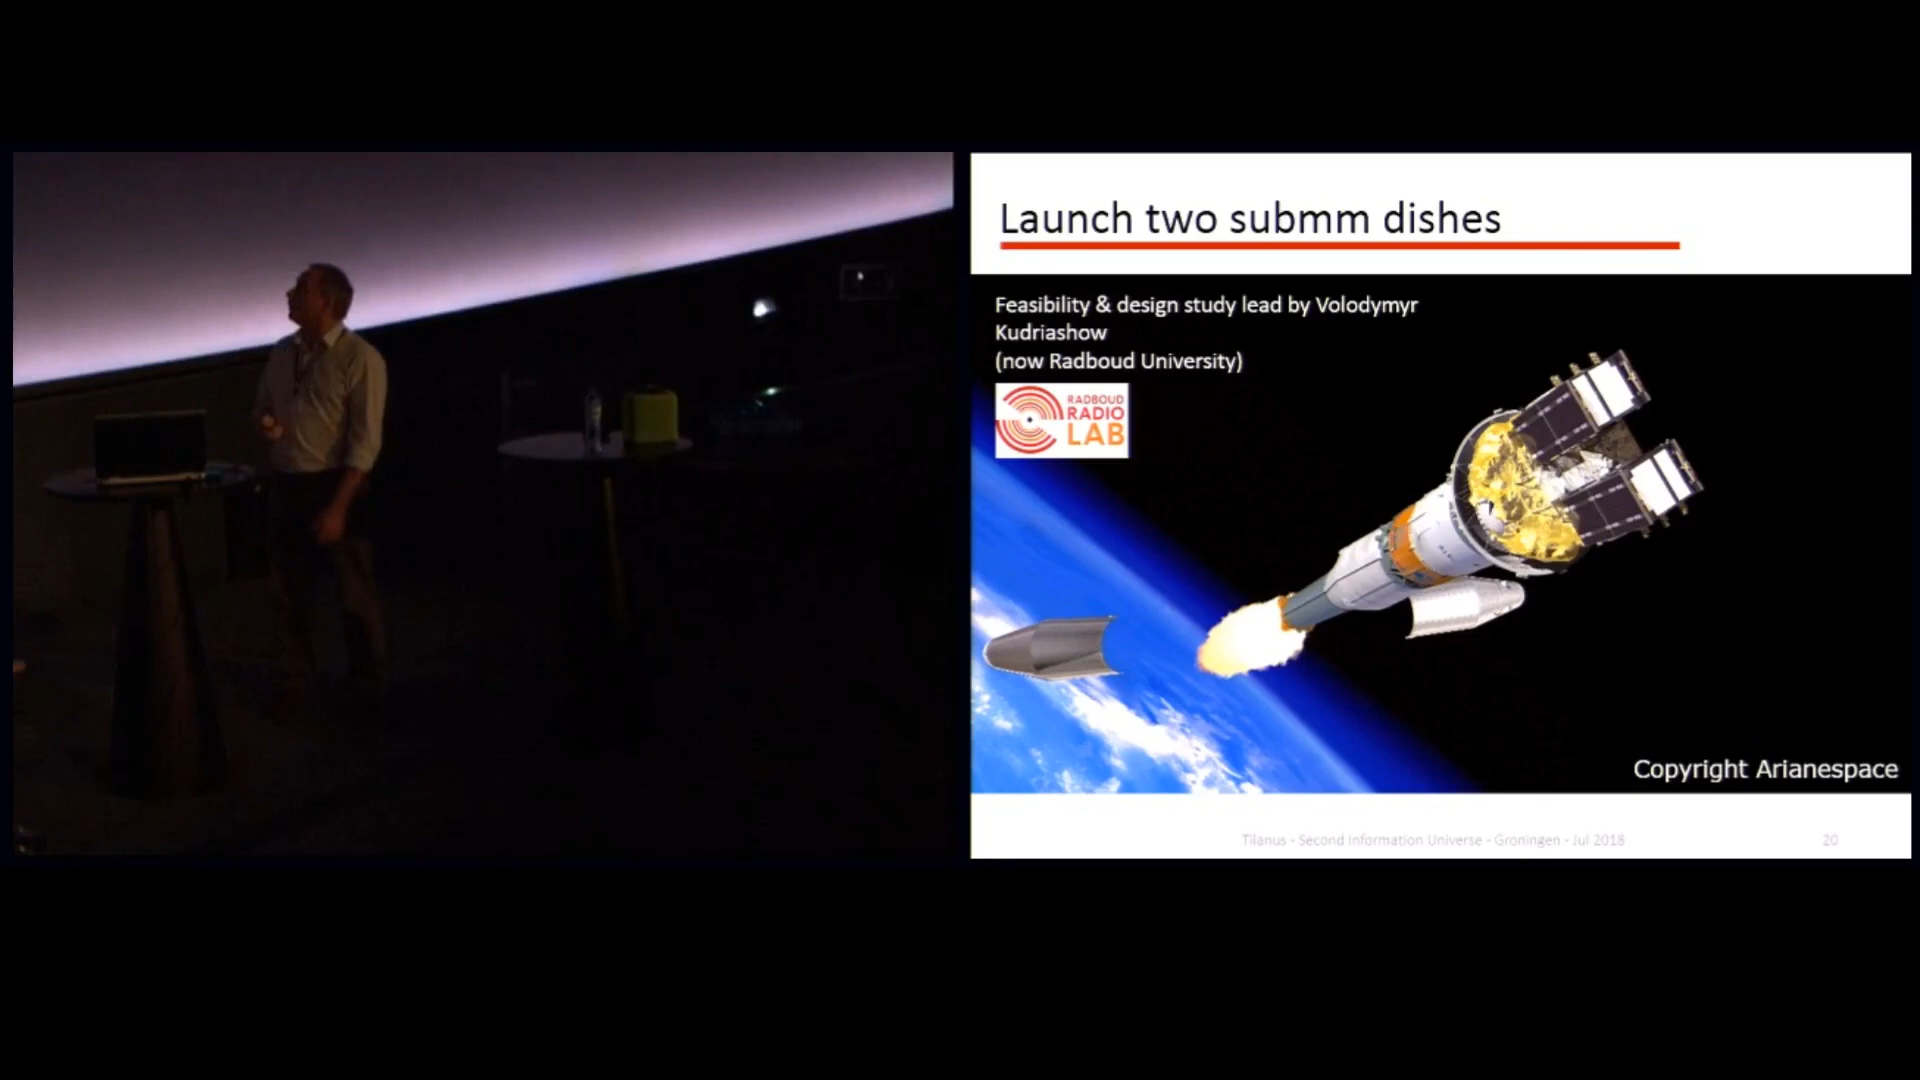 Launch two submm dishes
Feasibility & design study lead by Volodymyr
Kudriashow
(now Radboud University)
RADBOUD
RADIO
LAB
Copyright Arianespace
Tilanus - Second Information Universe - Groningen - Jul 2018
20